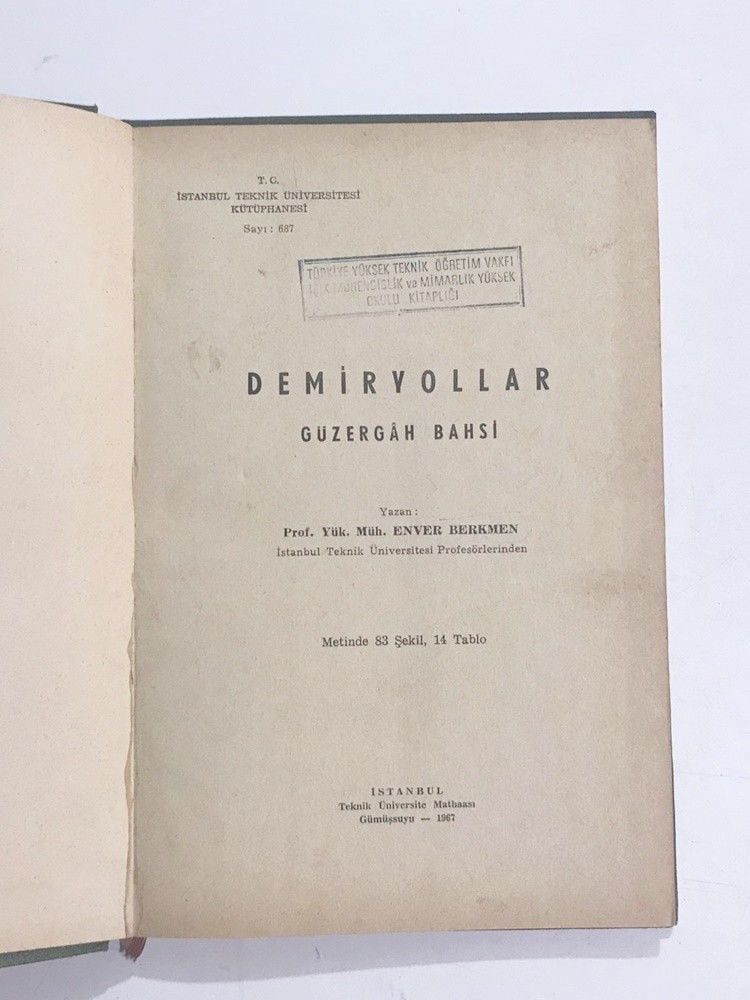 T. C.
İSTANBUL TEKNİK ÜNİVERSİTESİ
KÜTÜPHANESİ
Sayı : 687
TÜRKİYE YÜKSEK TEKNİK ÖĞRETİM VAKFI
MÜHENDİSLİK ve MİMARLIK YÜKSEK
OKULU KİTAPLIĞI
DEMİRYOLLAR
GÜZERGÂH BAHSİ
Yazan :
Prof. Yük. Müh. ENVER BERKMEN
İstanbul Teknik Üniversitesi Profesörlerinden
Metinde 83 Şekil, 14 Tablo
İSTANBUL
Teknik Üniversite Matbaası
Gümüşsuyu — 1967